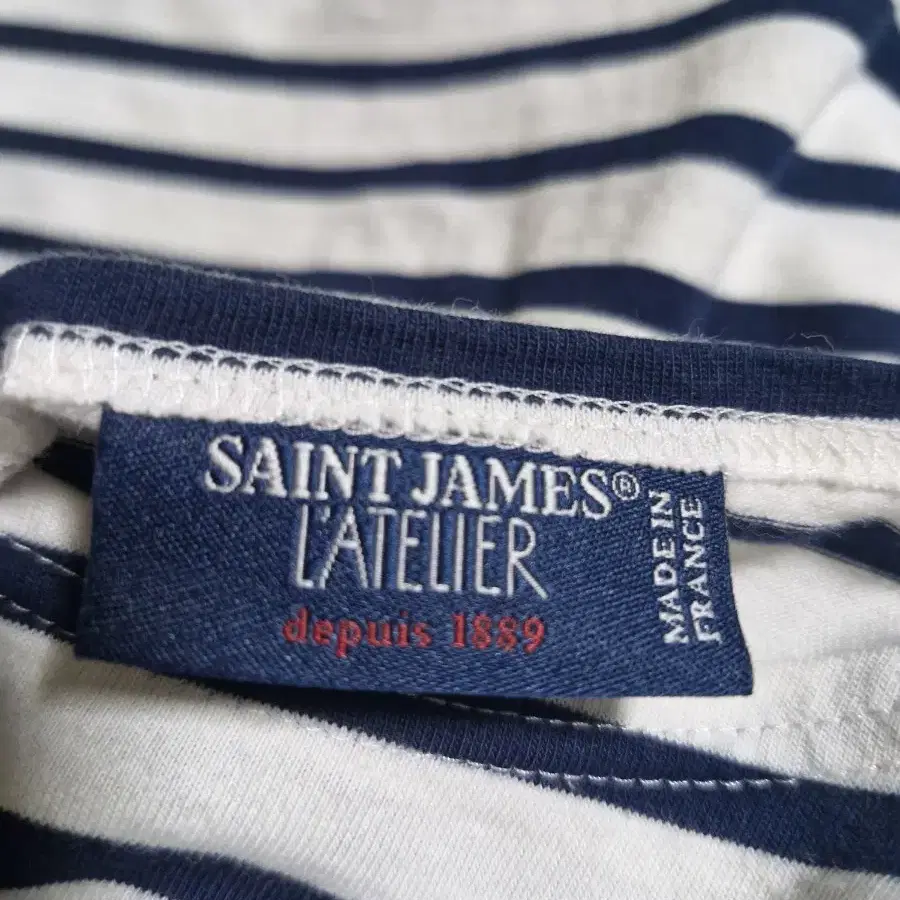 SAINT JAMES®
L'ATELIER
depuis 1889
MADE IN
FRANCE